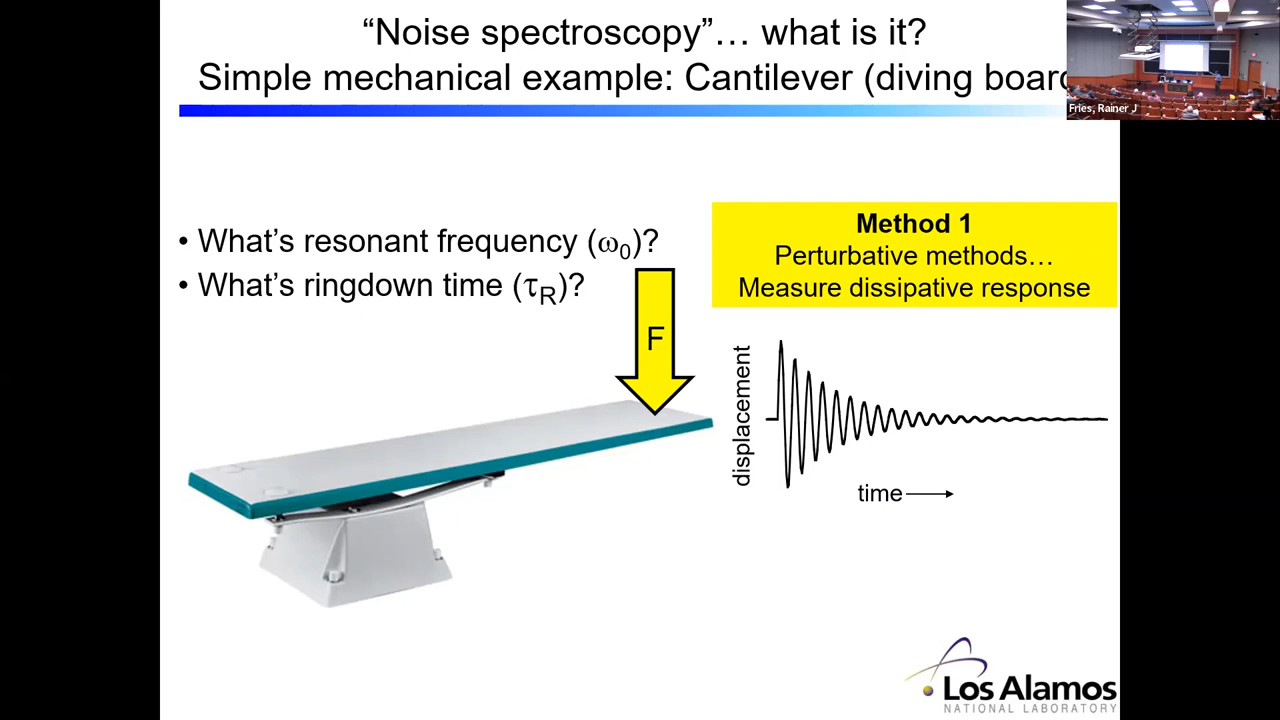 “Noise spectroscopy”… what is it?
Simple mechanical example: Cantilever (diving board
Fries, Rainer J
• What’s resonant frequency (ω0)?
• What’s ringdown time (τR)?
Method 1
Perturbative methods…
Measure dissipative response
F
displacement
time
Los Alamos
NATIONAL LABORATORY